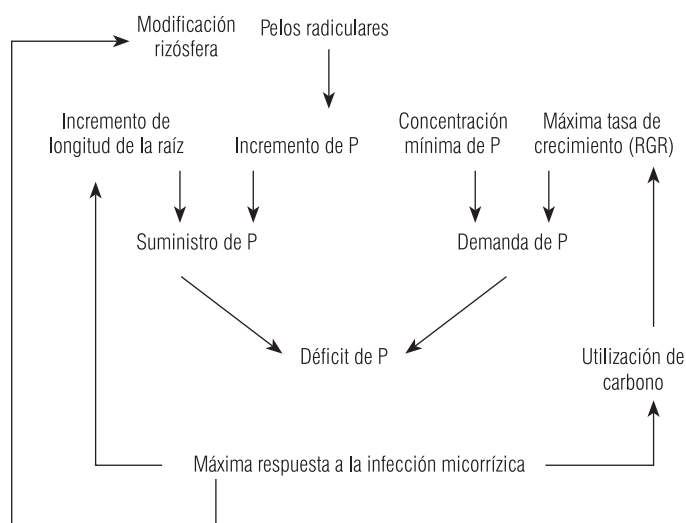 Modificación
rizósfera
Pelos radiculares
Incremento de
longitud de la raíz
Incremento de P
Concentración
mínima de P
Máxima tasa de
crecimiento (RGR)
Suministro de P
Demanda de P
Déficit de P
Utilización de
carbono
Máxima respuesta a la infección micorrízica